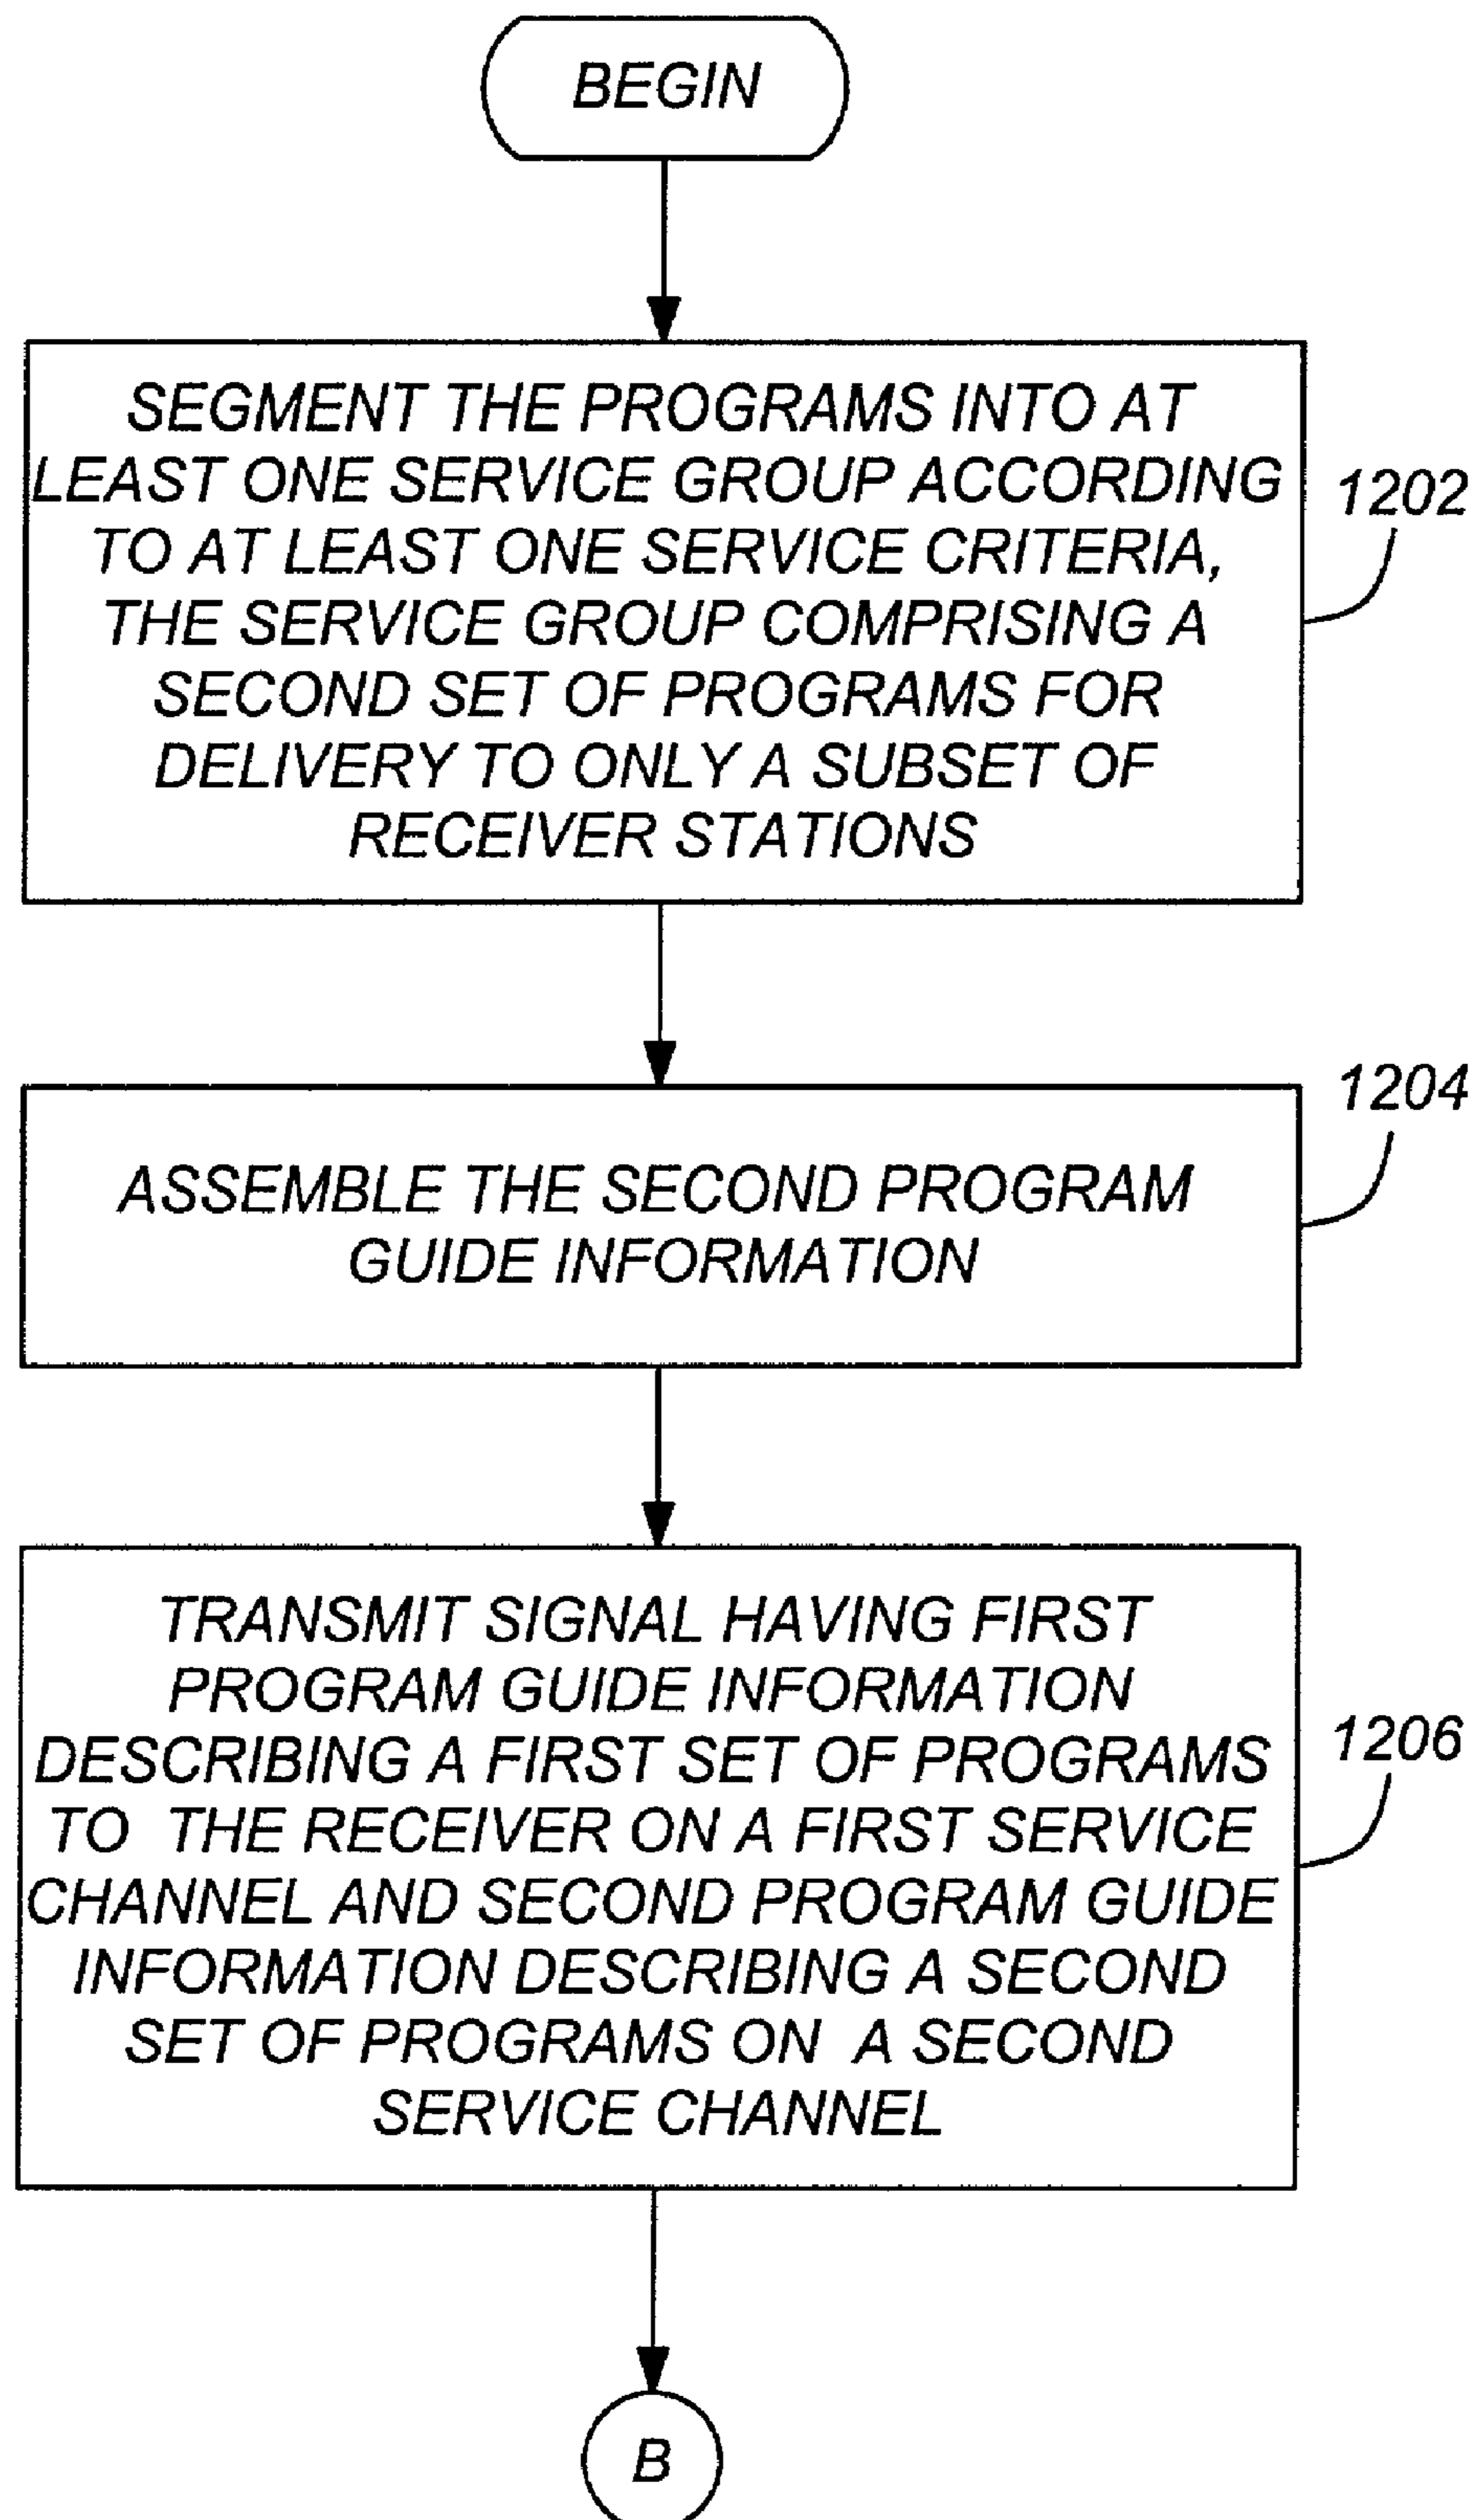 BEGIN
SEGMENT THE PROGRAMS INTO AT
LEAST ONE SERVICE GROUP ACCORDING
TO AT LEAST ONE SERVICE CRITERIA,
THE SERVICE GROUP COMPRISING A
SECOND SET OF PROGRAMS FOR
DELIVERY TO ONLY A SUBSET OF
RECEIVER STATIONS
1202
ASSEMBLE THE SECOND PROGRAM
GUIDE INFORMATION
1204
TRANSMIT SIGNAL HAVING FIRST
PROGRAM GUIDE INFORMATION
DESCRIBING A FIRST SET OF PROGRAMS
TO THE RECEIVER ON A FIRST SERVICE
CHANNEL AND SECOND PROGRAM GUIDE
INFORMATION DESCRIBING A SECOND
SET OF PROGRAMS ON A SECOND
SERVICE CHANNEL
1206
B